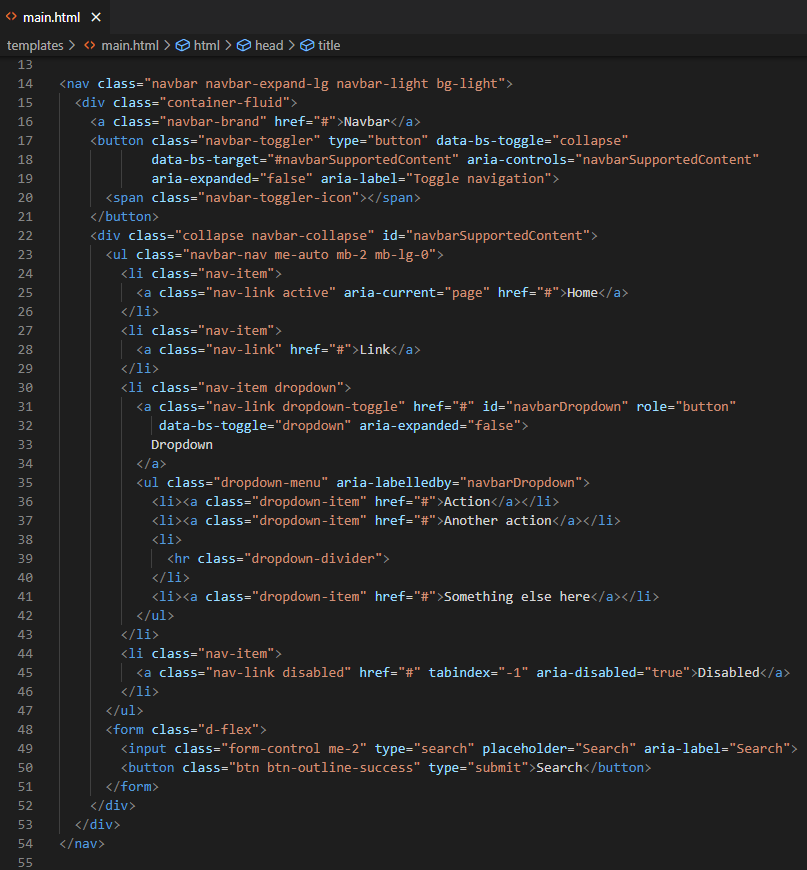 main.html
templates > main.html > html > head > title
13
14 <nav class="navbar navbar-expand-lg navbar-light bg-light">
15 <div class="container-fluid">
16 <a class="navbar-brand" href="#">Navbar</a>
17 <button class="navbar-toggler" type="button" data-bs-toggle="collapse"
18 data-bs-target="#navbarSupportedContent" aria-controls="navbarSupportedContent"
19 aria-expanded="false" aria-label="Toggle navigation">
20 <span class="navbar-toggler-icon"></span>
21 </button>
22 <div class="collapse navbar-collapse" id="navbarSupportedContent">
23 <ul class="navbar-nav me-auto mb-2 mb-lg-0">
24 <li class="nav-item">
25 <a class="nav-link active" aria-current="page" href="#">Home</a>
26 </li>
27 <li class="nav-item">
28 <a class="nav-link" href="#">Link</a>
29 </li>
30 <li class="nav-item dropdown">
31 <a class="nav-link dropdown-toggle" href="#" id="navbarDropdown" role="button"
32 data-bs-toggle="dropdown" aria-expanded="false">
33 Dropdown
34 </a>
35 <ul class="dropdown-menu" aria-labelledby="navbarDropdown">
36 <li><a class="dropdown-item" href="#">Action</a></li>
37 <li><a class="dropdown-item" href="#">Another action</a></li>
38 <li>
39 <hr class="dropdown-divider">
40 </li>
41 <li><a class="dropdown-item" href="#">Something else here</a></li>
42 </ul>
43 </li>
44 <li class="nav-item">
45 <a class="nav-link disabled" href="#" tabindex="-1" aria-disabled="true">Disabled</a>
46 </li>
47 </ul>
48 <form class="d-flex">
49 <input class="form-control me-2" type="search" placeholder="Search" aria-label="Search">
50 <button class="btn btn-outline-success" type="submit">Search</button>
51 </form>
52 </div>
53 </div>
54 </nav>
55